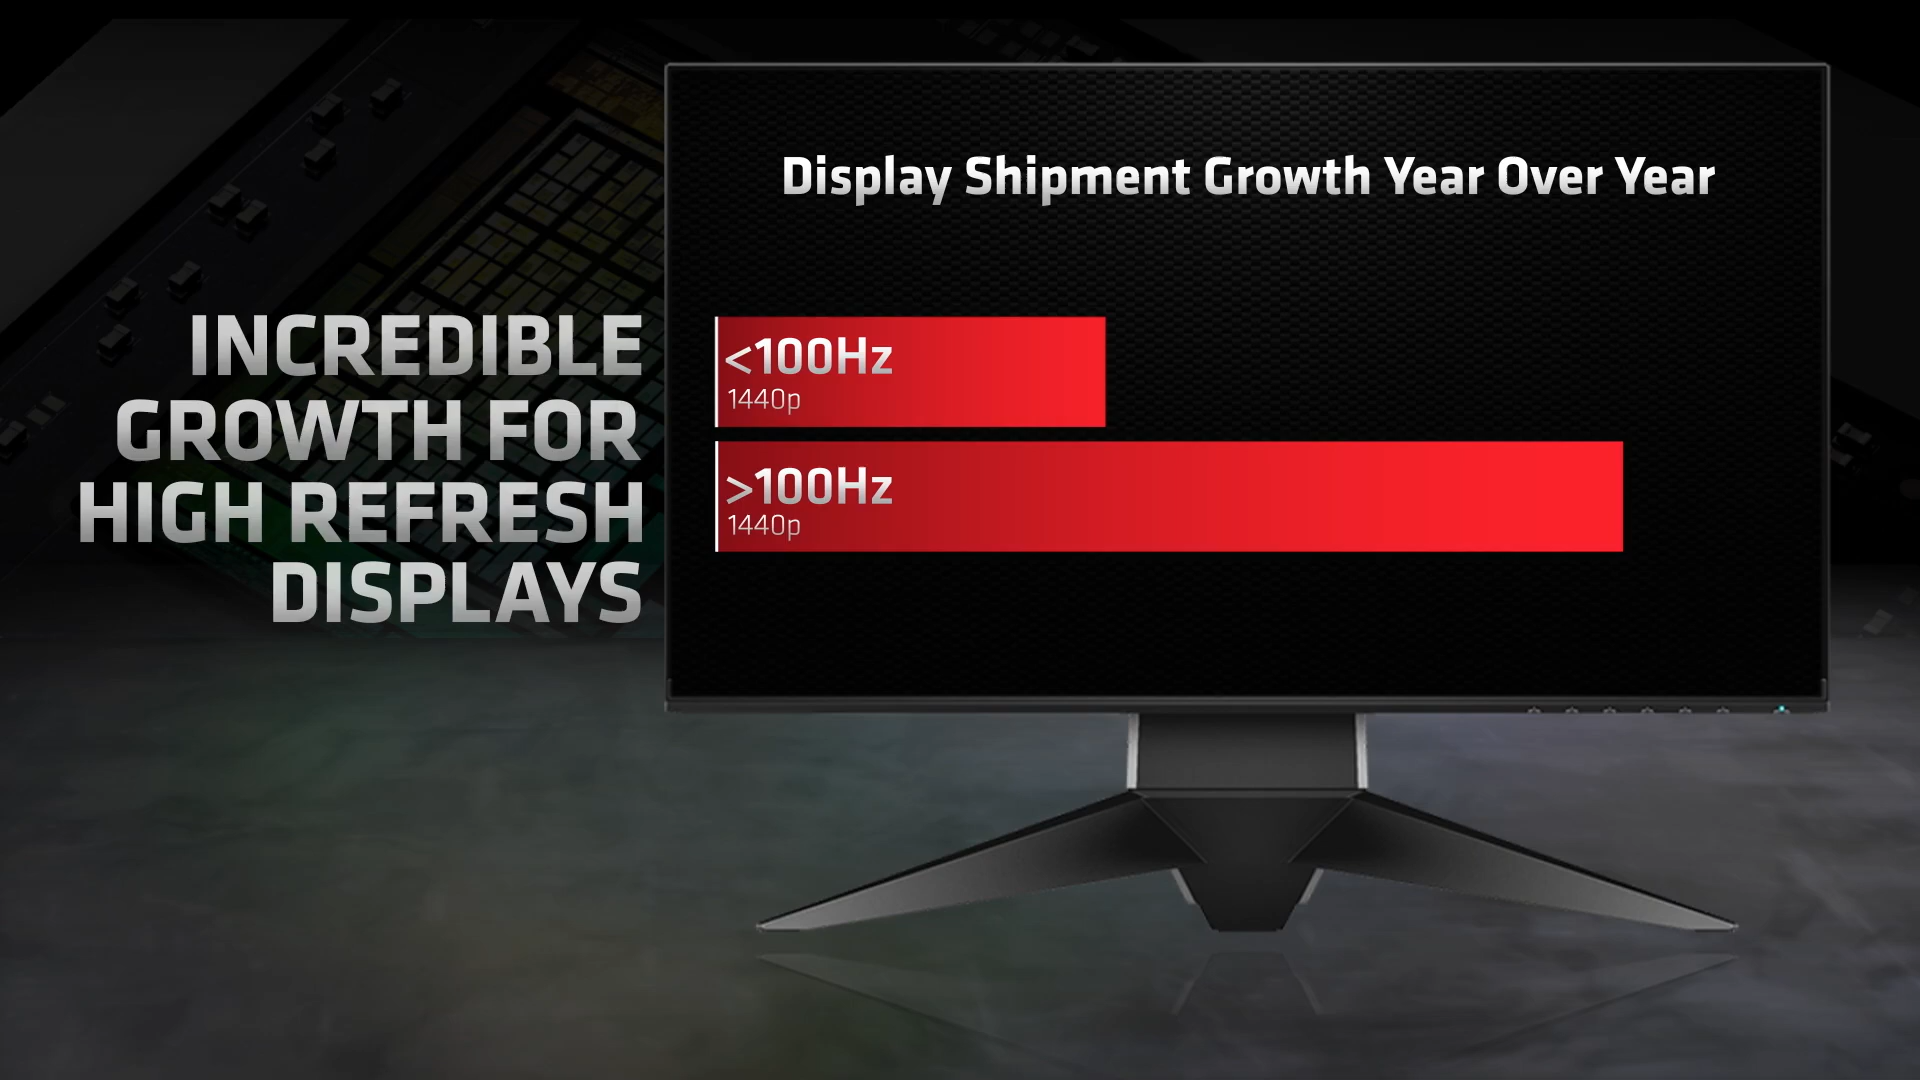 INCREDIBLE
GROWTH FOR
HIGH REFRESH
DISPLAYS
Display Shipment Growth Year Over Year
<100Hz
1440p
>100Hz
1440p